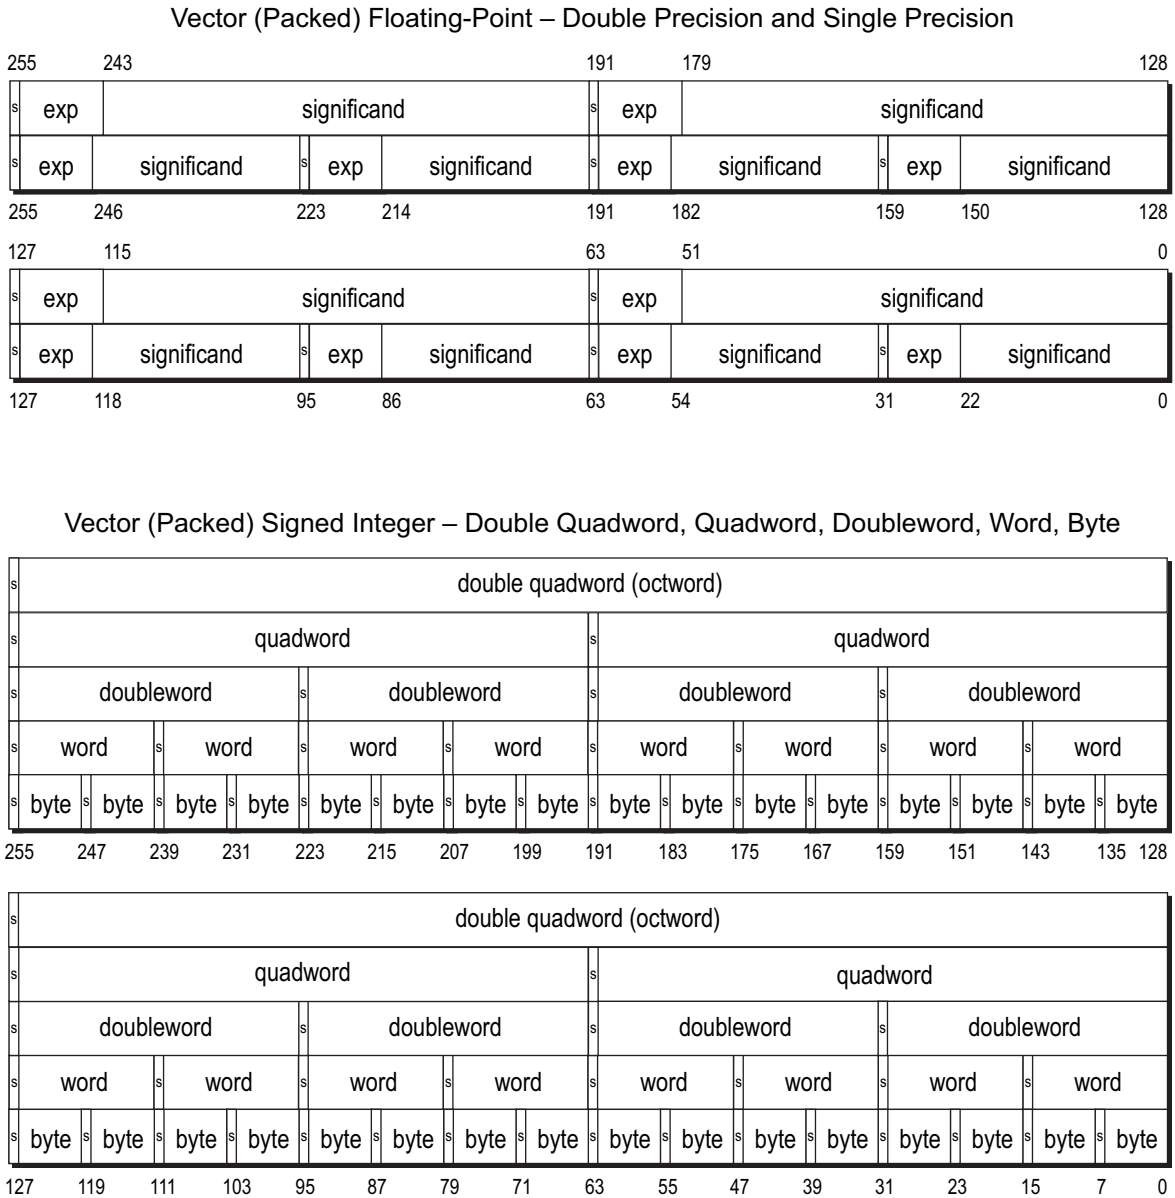 Vector (Packed) Floating-Point – Double Precision and Single Precision
255 243 191 179 128
s exp significand s exp significand
s exp significand s exp significand s exp significand s exp significand
255 246 223 214 191 182 159 150 128
127 115 63 51 0
s exp significand s exp significand
s exp significand s exp significand s exp significand s exp significand
127 118 95 86 63 54 31 22 0
Vector (Packed) Signed Integer – Double Quadword, Quadword, Doubleword, Word, Byte
s double quadword (octword)
s quadword s quadword
s doubleword s doubleword s doubleword s doubleword
s word s word s word s word s word s word s word s word
s byte s byte s byte s byte s byte s byte s byte s byte s byte s byte s byte s byte s byte s byte s byte s byte
255 247 239 231 223 215 207 199 191 183 175 167 159 151 143 135 128
s double quadword (octword)
s quadword s quadword
s doubleword s doubleword s doubleword s doubleword
s word s word s word s word s word s word s word s word
s byte s byte s byte s byte s byte s byte s byte s byte s byte s byte s byte s byte s byte s byte s byte s byte
127 119 111 103 95 87 79 71 63 55 47 39 31 23 15 7 0